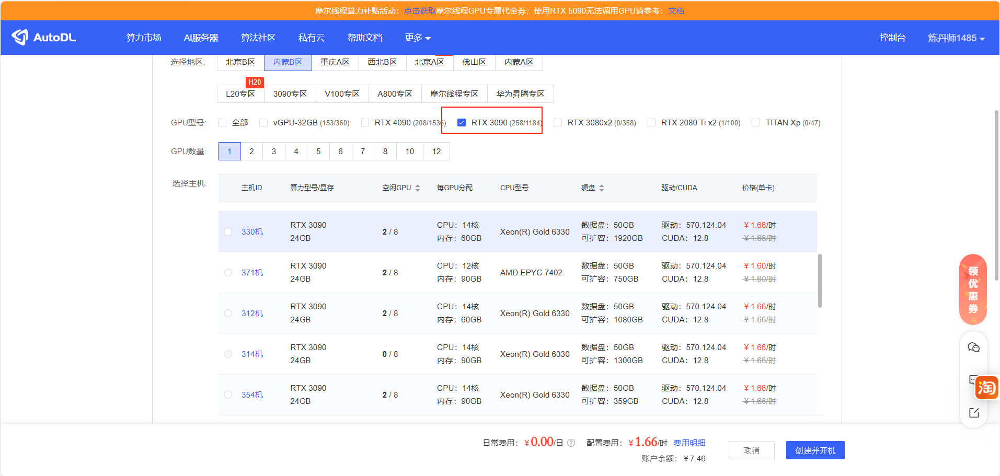 摩尔线程算力补贴活动：点击获取摩尔线程GPU专属代金券；使用RTX 5090无法调用GPU请参考：文档
AutoDL 算力市场 AI服务器 算法社区 私有云 帮助文档 更多 控制台 炼丹师1485
选择地区: 北京B区 内蒙B区 重庆A区 西北B区 北京A区 佛山区 内蒙A区
H20
L20专区 3090专区 V100专区 A800专区 摩尔线程专区 华为昇腾专区
GPU型号: 全部 vGPU-32GB (153/360) RTX 4090 (208/1536) RTX 3090 (258/1184) RTX 3080x2 (0/358) RTX 2080 Ti x2 (1/100) TITAN Xp (0/47)
GPU数量: 1 2 3 4 5 6 7 8 10 12
选择主机: 主机ID 算力型号/显存 空闲GPU 每GPU分配 CPU型号 硬盘 驱动/CUDA 价格(单卡)
330机 RTX 3090 24GB 2 / 8 CPU：14核 内存：60GB Xeon(R) Gold 6330 数据盘：50GB 可扩容：1920GB 驱动：570.124.04 CUDA：12.8 ￥1.66/时 ￥1.66/时
371机 RTX 3090 24GB 2 / 8 CPU：12核 内存：90GB AMD EPYC 7402 数据盘：50GB 可扩容：750GB 驱动：570.124.04 CUDA：12.8 ￥1.60/时 ￥1.60/时
312机 RTX 3090 24GB 2 / 8 CPU：14核 内存：60GB Xeon(R) Gold 6330 数据盘：50GB 可扩容：1080GB 驱动：570.124.04 CUDA：12.8 ￥1.66/时 ￥1.66/时
314机 RTX 3090 24GB 0 / 8 CPU：14核 内存：90GB Xeon(R) Gold 6330 数据盘：50GB 可扩容：1300GB 驱动：570.124.04 CUDA：12.8 ￥1.66/时 ￥1.66/时
354机 RTX 3090 24GB 2 / 8 CPU：14核 内存：90GB Xeon(R) Gold 6330 数据盘：50GB 可扩容：359GB 驱动：570.124.04 CUDA：12.8 ￥1.66/时 ￥1.66/时
领优惠券
淘
日常费用：￥0.00/日 ? 配置费用：￥1.66/时 费用明细
账户余额：￥7.46
取消 创建并开机